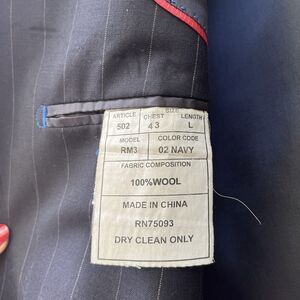 ARTICLE CHEST SIZE LENGTH
502 43 L
MODEL COLOR CODE
RM3 02 NAVY
FABRIC COMPOSITION
100%WOOL
MADE IN CHINA
RN75093
DRY CLEAN ONLY